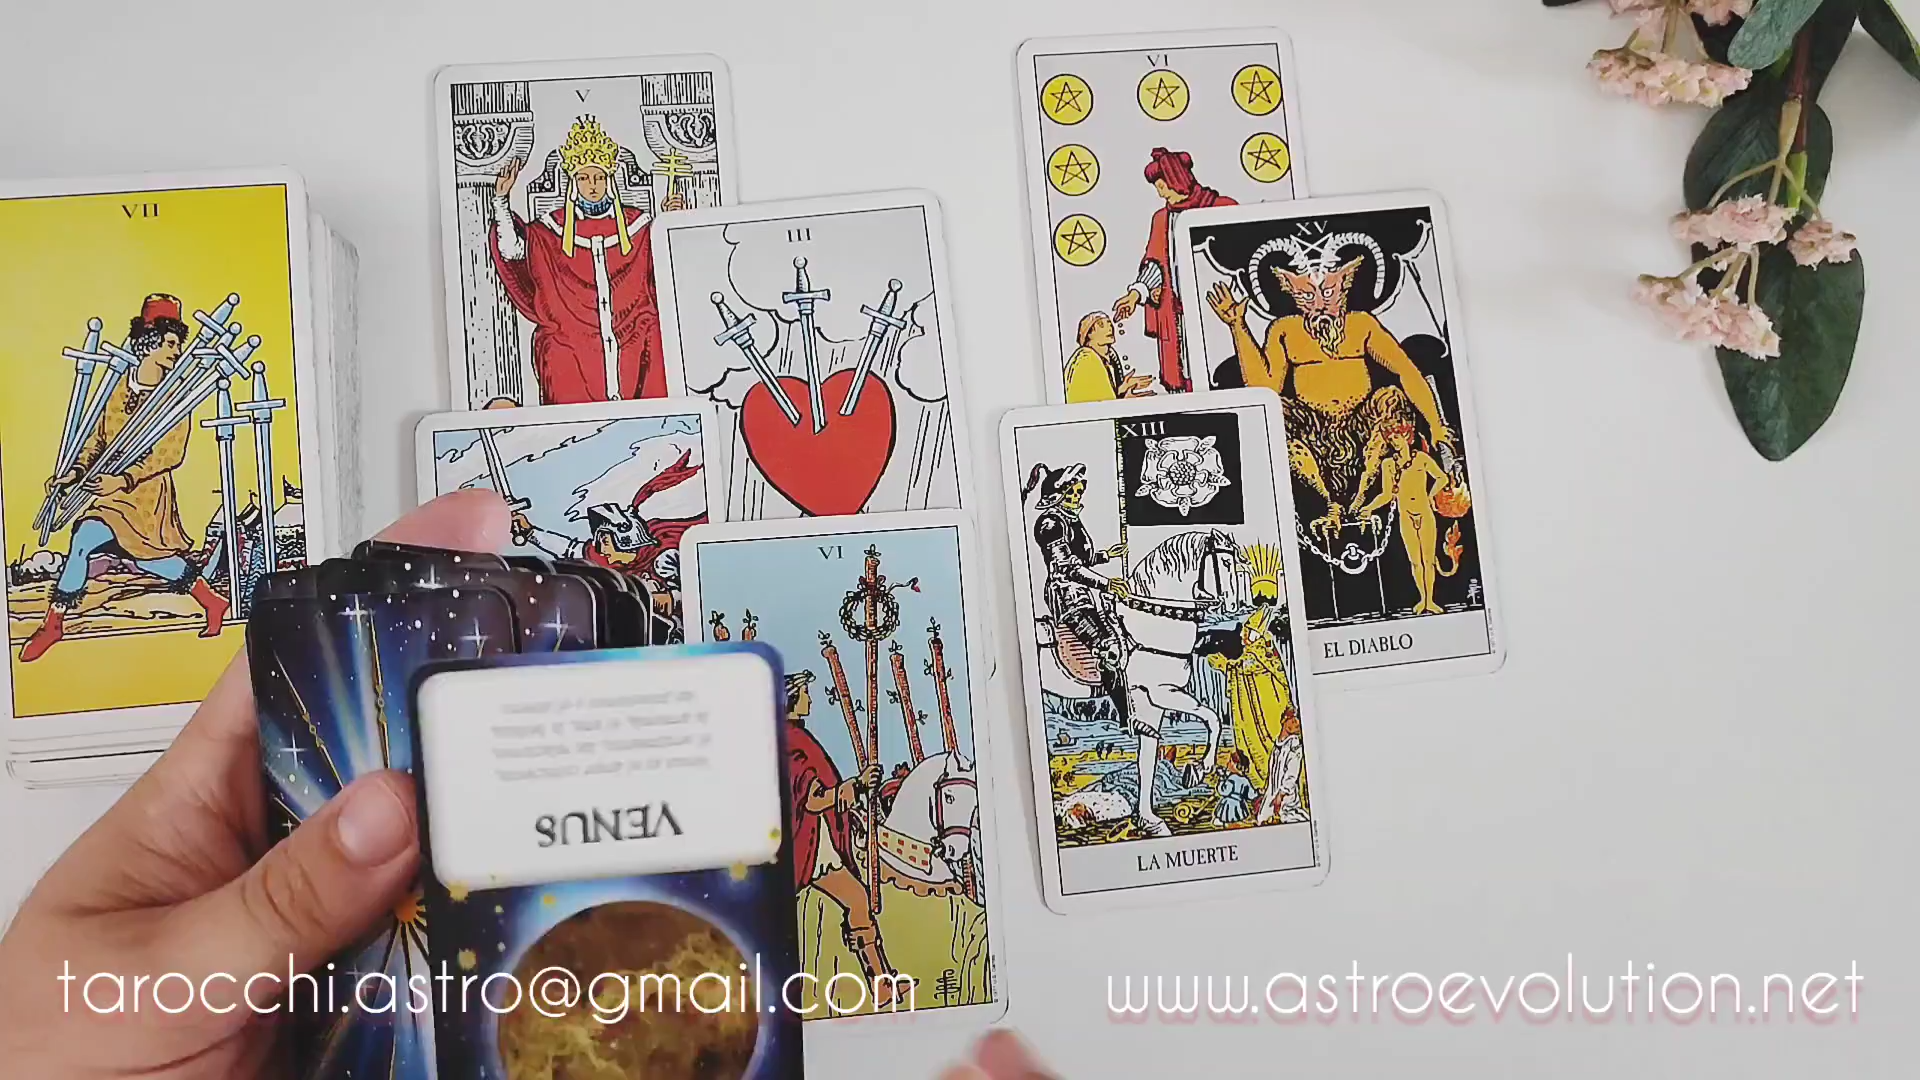 V
VI
VII
III
XV
XIII
EL DIABLO
VI
LA MUERTE
VENUS
tarocchi.astro@gmail.com
www.astroevolution.net